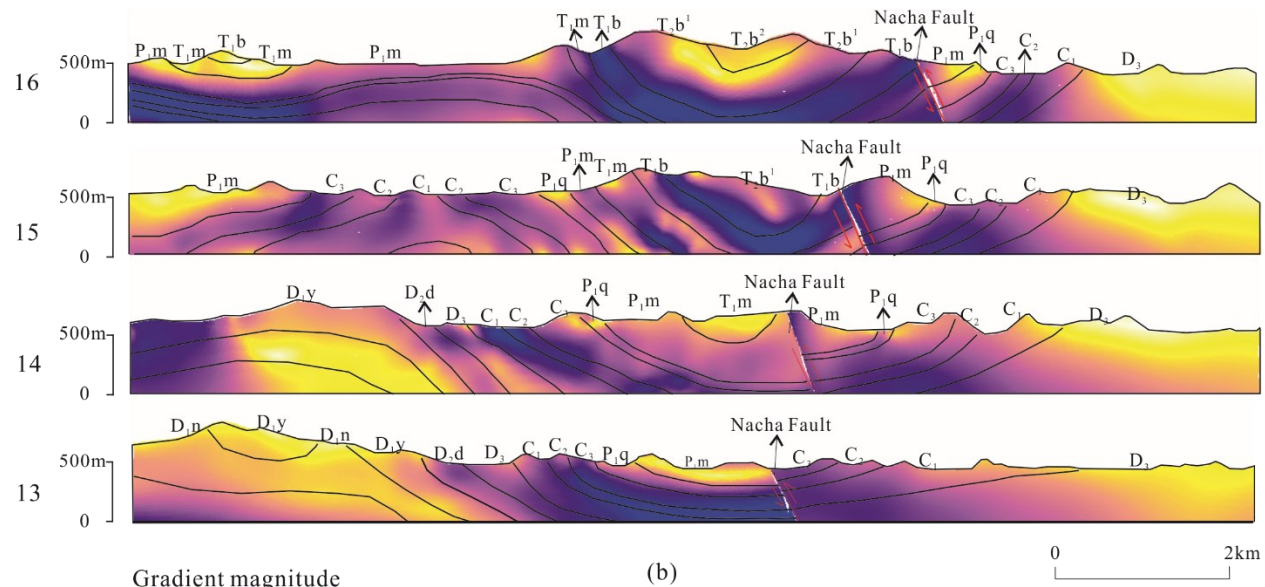 Nacha Fault
P₁m T₁m T₁b T₁m P₁m T₁m T₁b T₂b¹ T₂b² T₂b¹ T₁b P₁m P₁q C₃ C₂ C₁ D₃
16
500m
0
Nacha Fault
P₁m C₃ C₂ C₁ C₂ C₃ P₁q P₁m T₁m T₁b T₂b¹ T₁b P₁m P₁q C₃ C₂ C₁ D₃
15
500m
0
Nacha Fault
D₁y D₂d D₃ C₁ C₂ C₃ P₁q P₁m T₁m P₁m P₁q C₃ C₂ C₁ D₃
14
500m
0
Nacha Fault
D₁n D₁y D₁n D₁y D₂d D₃ C₁ C₂ C₃ P₁q P₁m C₃ C₂ C₁ D₃
13
500m
0
Gradient magnitude
(b)
0 2km